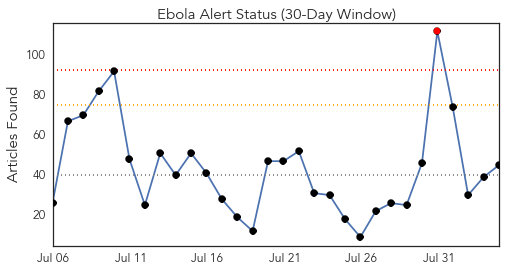 Ebola Alert Status (30-Day Window)
Articles Found
100
80
60
40
20
Jul 06
Jul 11
Jul 16
Jul 21
Jul 26
Jul 31